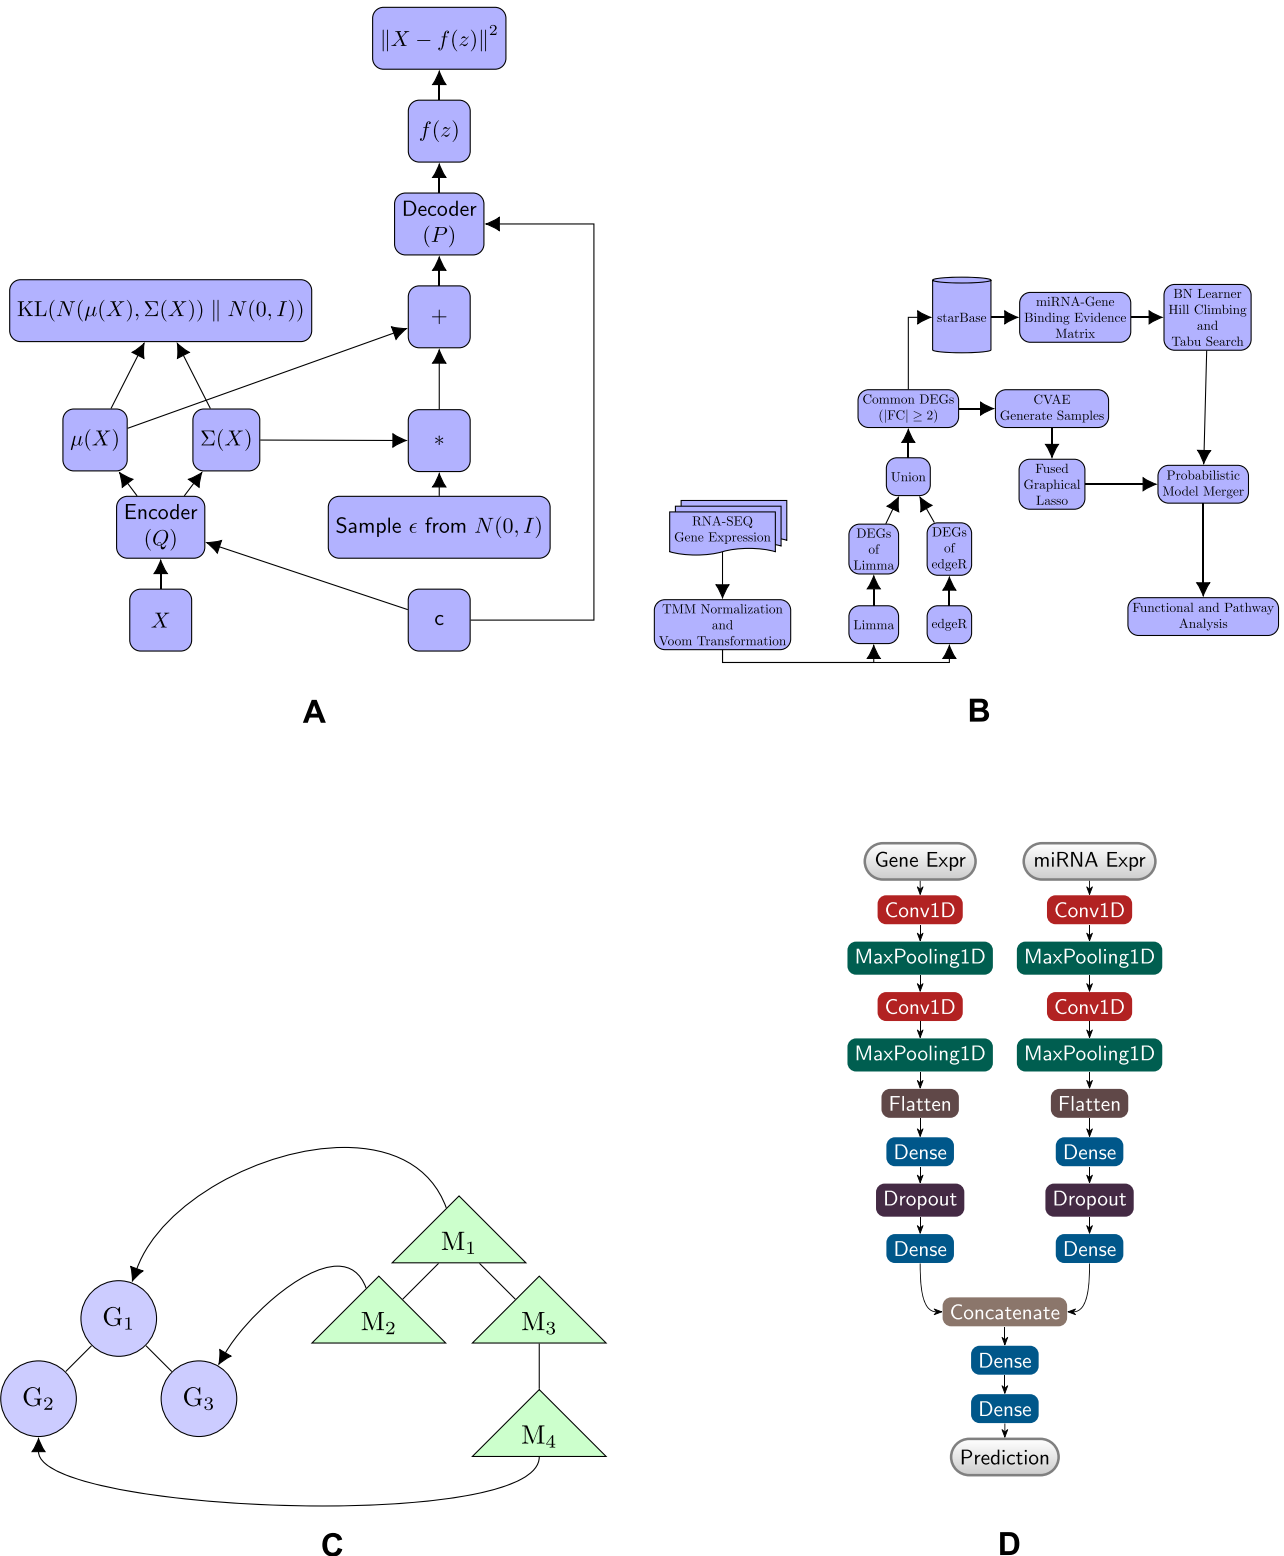 ‖X − f(z)‖²
f(z)
Decoder
(P)
KL(N(μ(X), Σ(X)) ‖ N(0, I))
+
μ(X)
Σ(X)
*
Encoder
(Q)
Sample ϵ from N(0, I)
X
c
A
starBase
miRNA-Gene
Binding Evidence
Matrix
BN Learner
Hill Climbing
and
Tabu Search
Common DEGs
(|FC| ≥ 2)
CVAE
Generate Samples
Union
Fused
Graphical
Lasso
Probabilistic
Model Merger
RNA-SEQ
Gene Expression
DEGs
of
Limma
DEGs
of
edgeR
TMM Normalization
and
Voom Transformation
Limma
edgeR
Functional and Pathway
Analysis
B
M₁
M₂
M₃
M₄
G₁
G₂
G₃
C
Gene Expr
Conv1D
MaxPooling1D
Conv1D
MaxPooling1D
Flatten
Dense
Dropout
Dense
miRNA Expr
Conv1D
MaxPooling1D
Conv1D
MaxPooling1D
Flatten
Dense
Dropout
Dense
Concatenate
Dense
Dense
Prediction
D